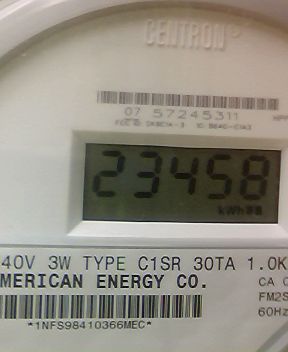 CENTRON
07 57245311
23458
kWh
40V 3W TYPE C1SR 30TA 1.0K
MERICAN ENERGY CO.
CA
FM2S
60Hz
*1NFS98410366MEC*